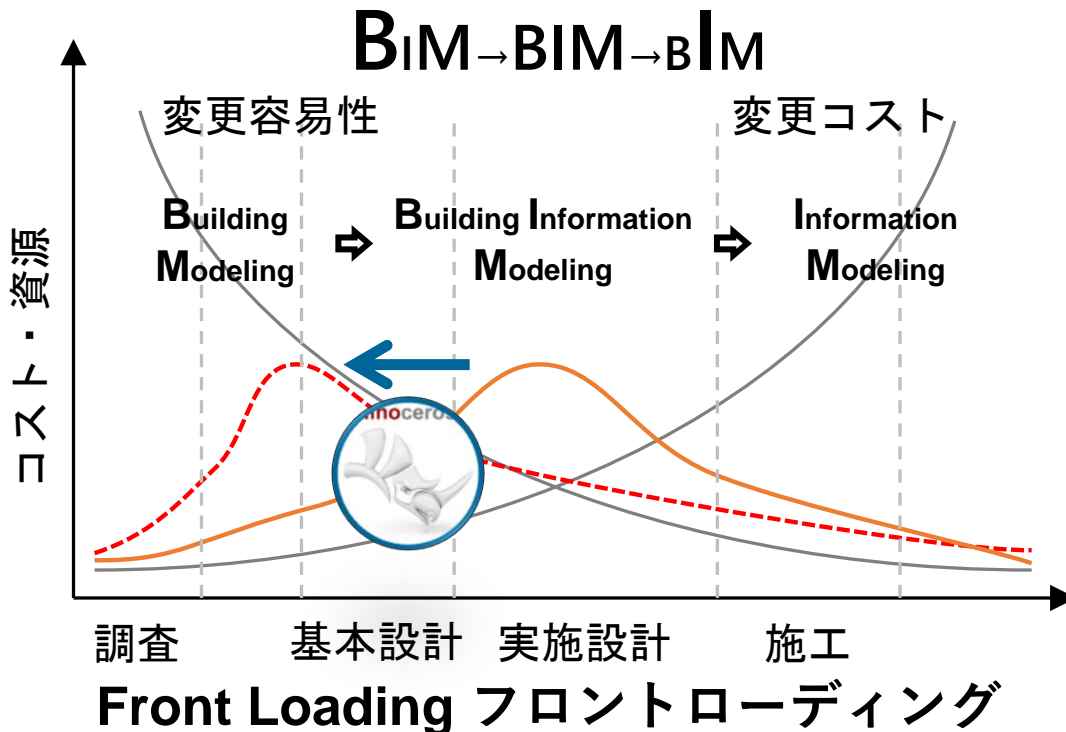 BIM→BIM→BIM
変更容易性
変更コスト
Building
Modeling
⇨
Building Information
Modeling
⇨
Information
Modeling
コスト・資源
調査
基本設計
実施設計
施工
Front Loading フロントローディング